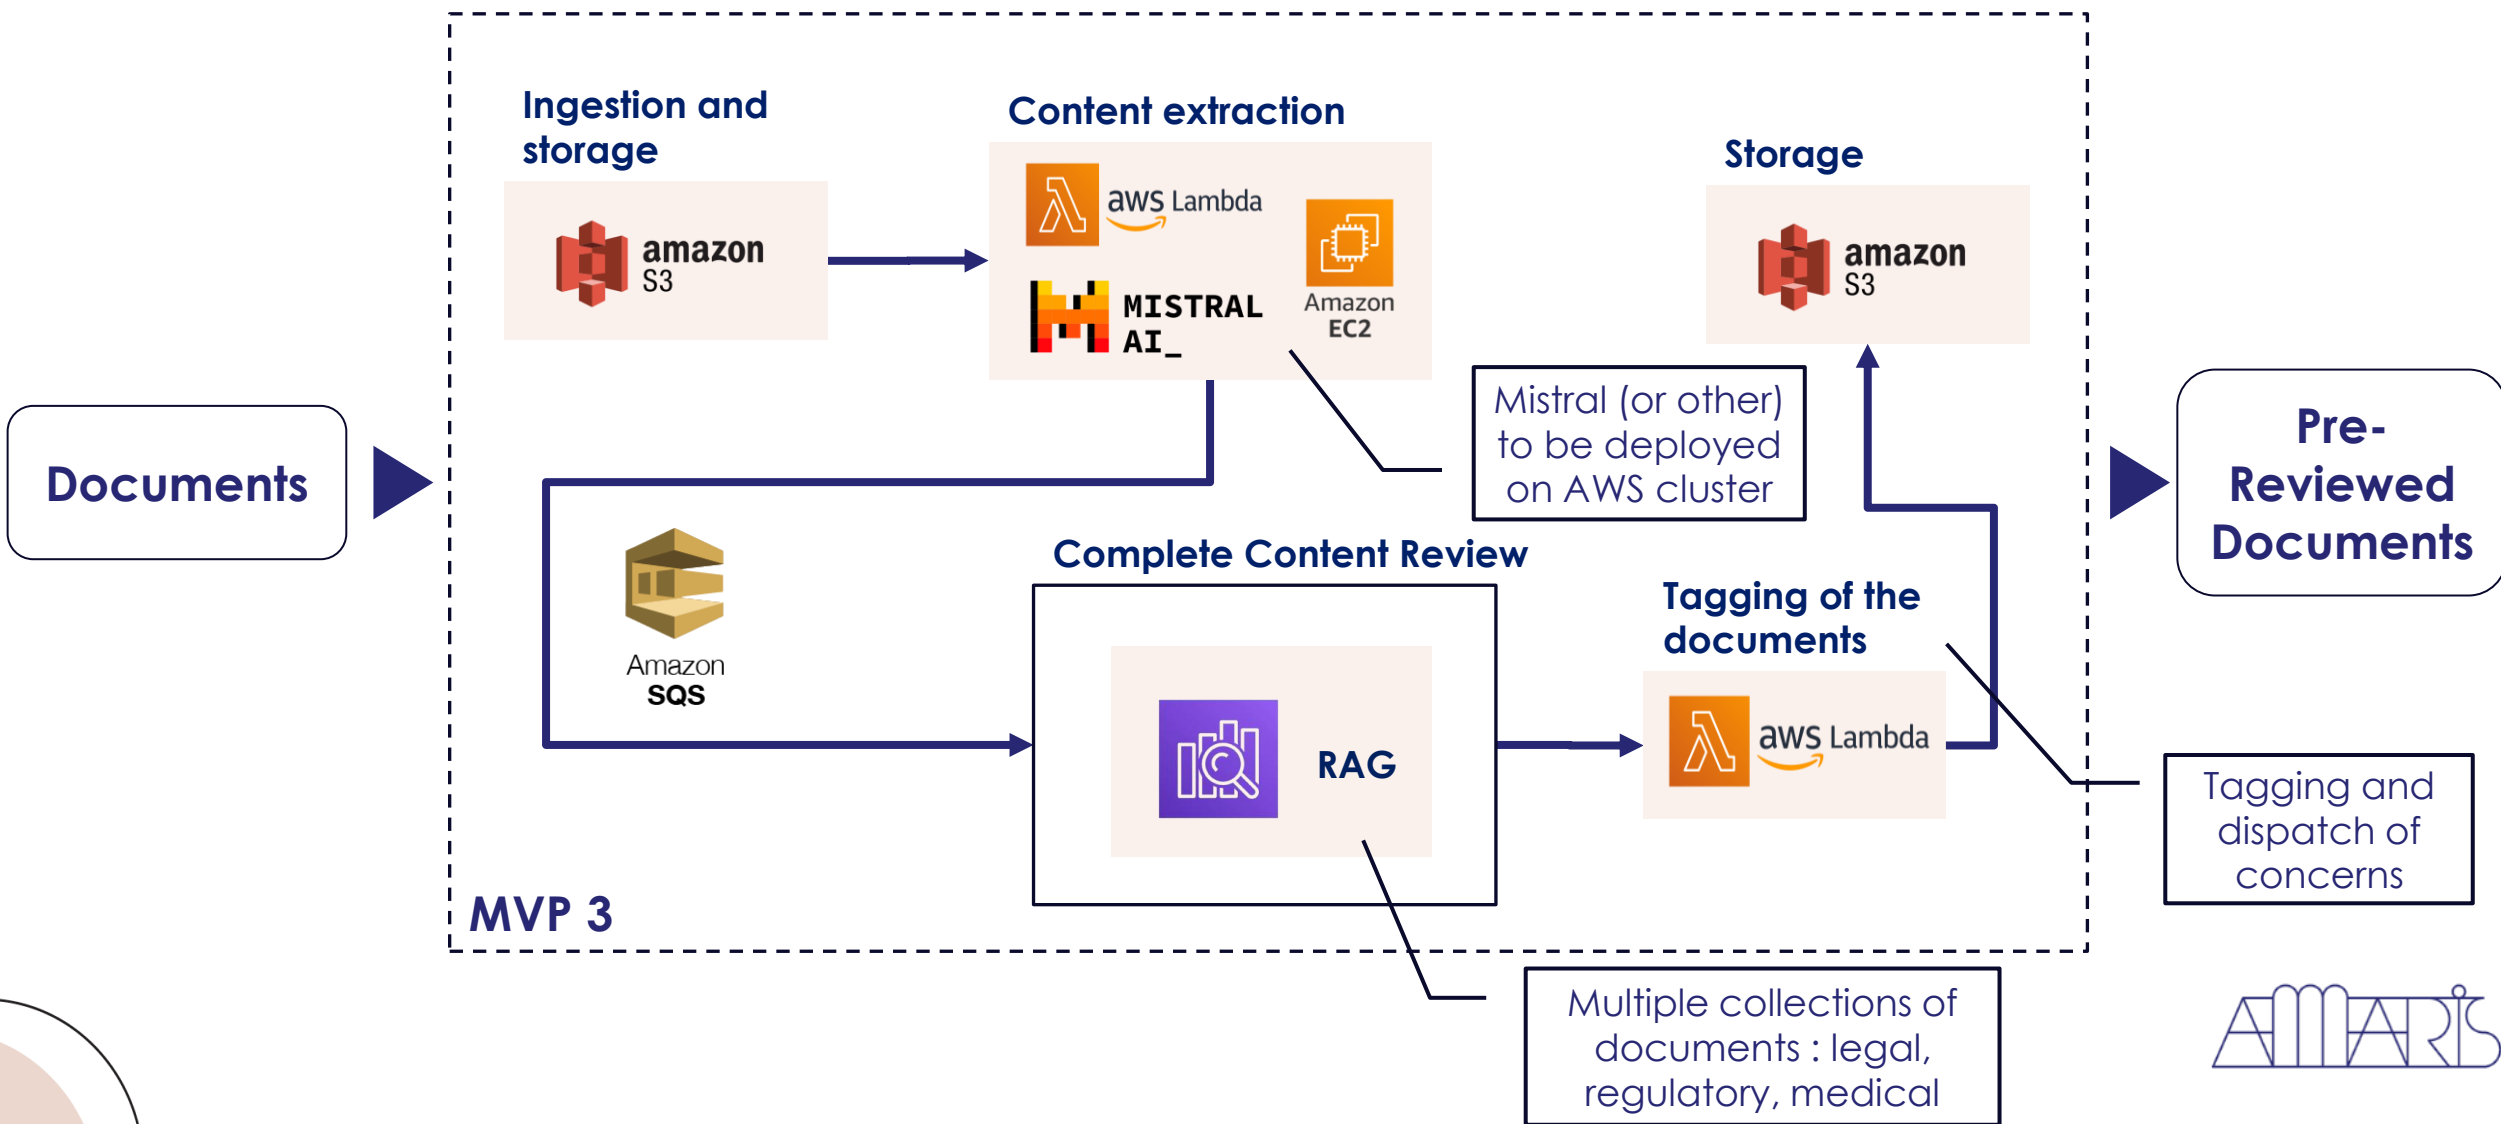 Documents
Ingestion and
storage
amazon
S3
Content extraction
aws Lambda
MISTRAL
AI_
Amazon
EC2
Mistral (or other)
to be deployed
on AWS cluster
Storage
amazon
S3
Amazon
SQS
Complete Content Review
RAG
Tagging of the
documents
aws Lambda
MVP 3
Pre-
Reviewed
Documents
Tagging and
dispatch of
concerns
Multiple collections of
documents : legal,
regulatory, medical
AMARIS